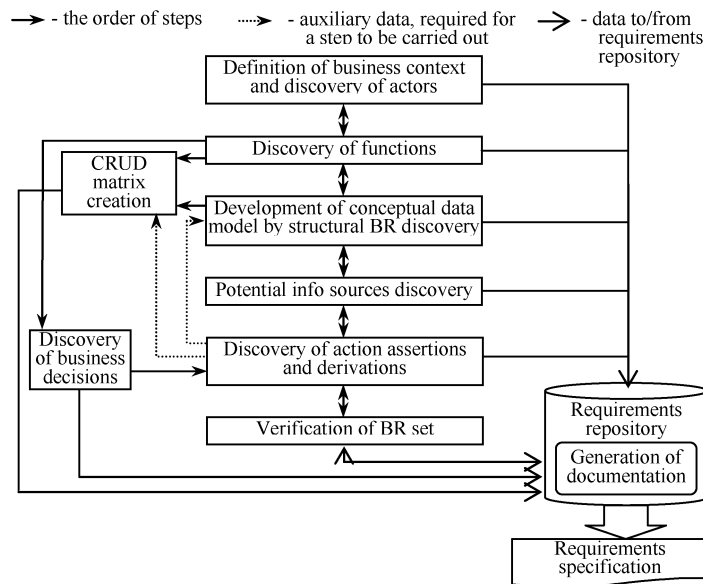 - the order of steps
- auxiliary data, required for
a step to be carried out
- data to/from
requirements
repository
Definition of business context
and discovery of actors
Discovery of functions
CRUD
matrix
creation
Development of conceptual data
model by structural BR discovery
Potential info sources discovery
Discovery
of business
decisions
Discovery of action assertions
and derivations
Verification of BR set
Requirements
repository
Generation of
documentation
Requirements
specification